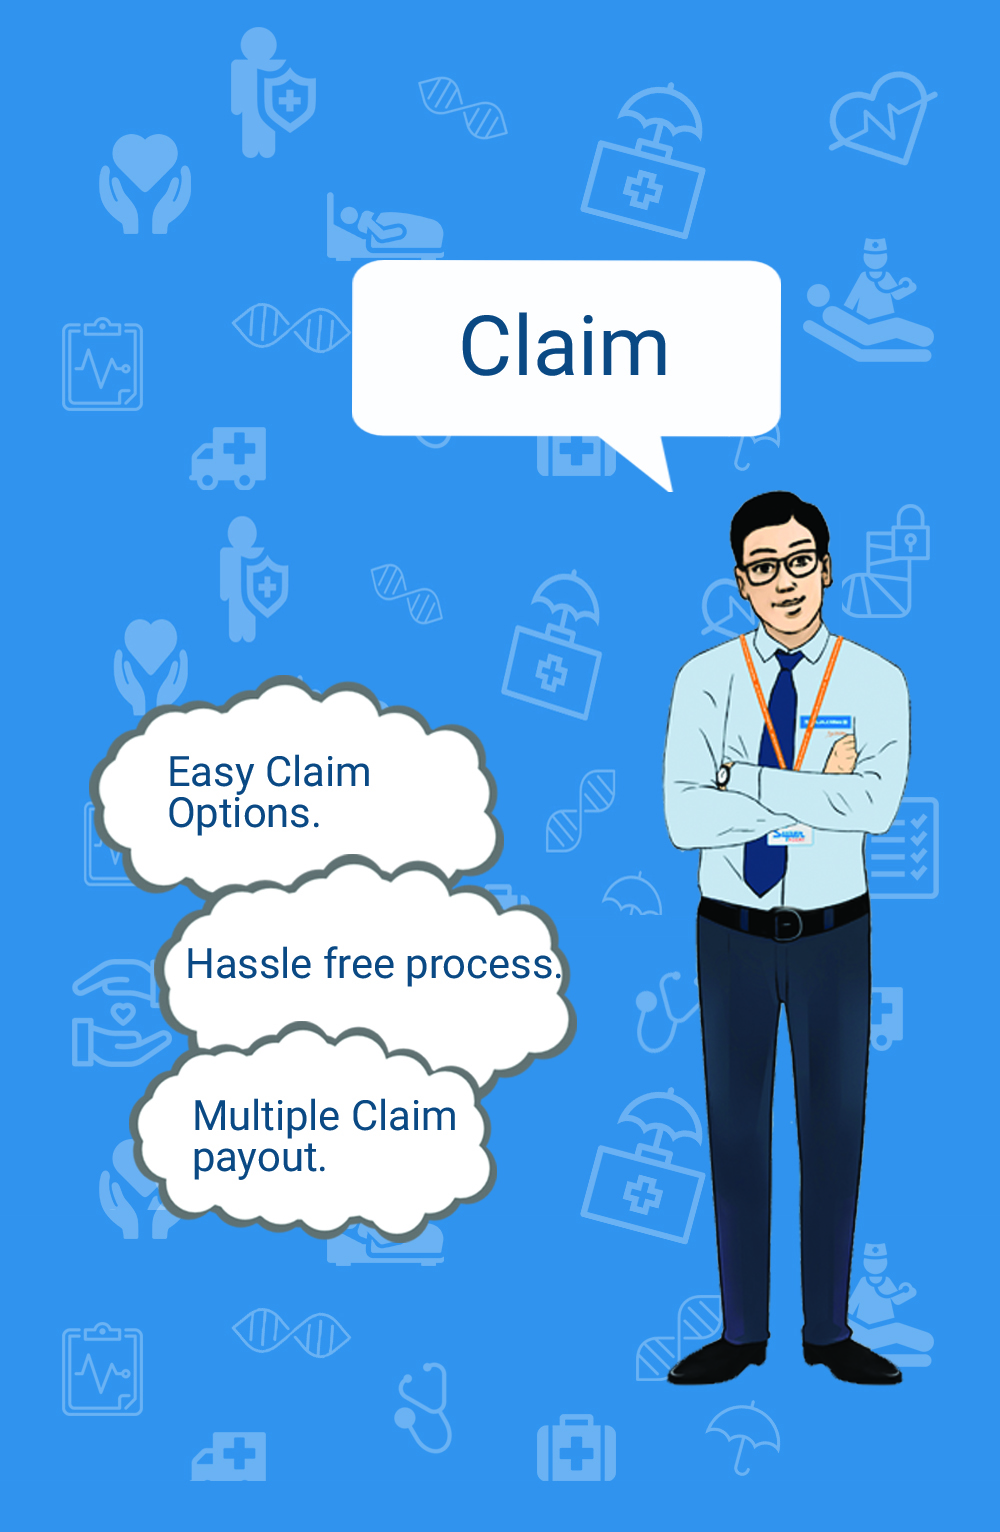 Claim
Easy Claim
Options.
Hassle free process.
Multiple Claim
payout.